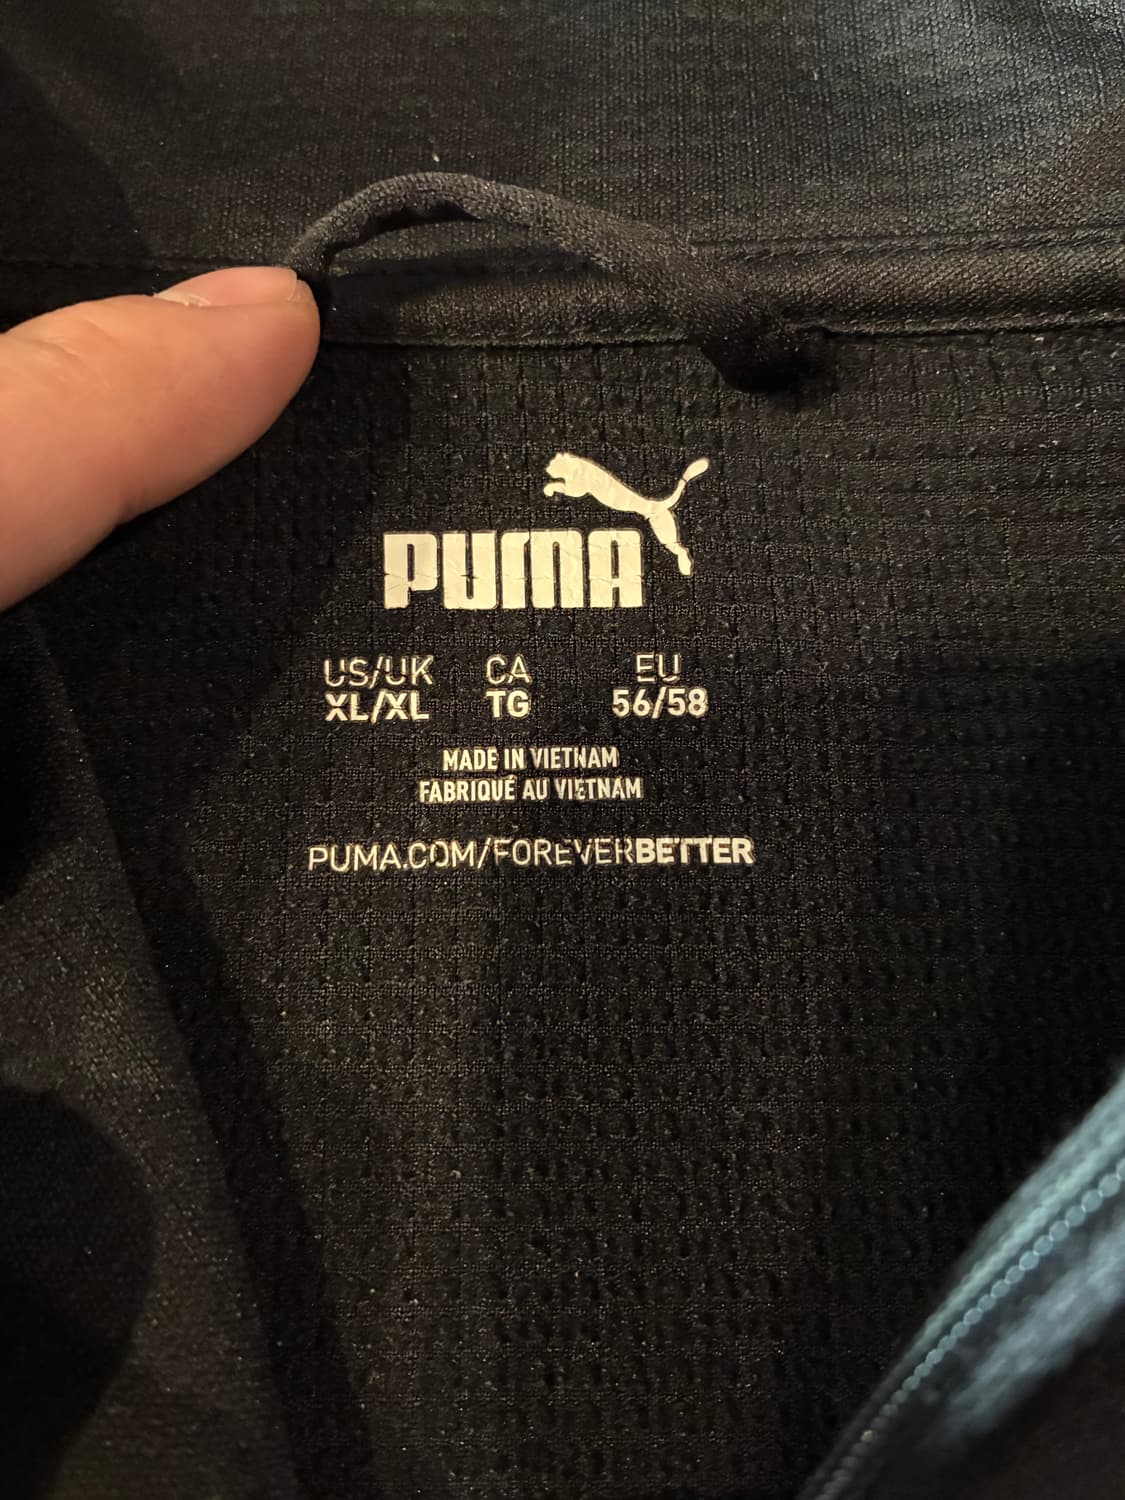 PUMA
US/UK CA EU
XL/XL TG 56/58
MADE IN VIETNAM
FABRIQUÉ AU VIETNAM
PUMA.COM/FOREVERBETTER